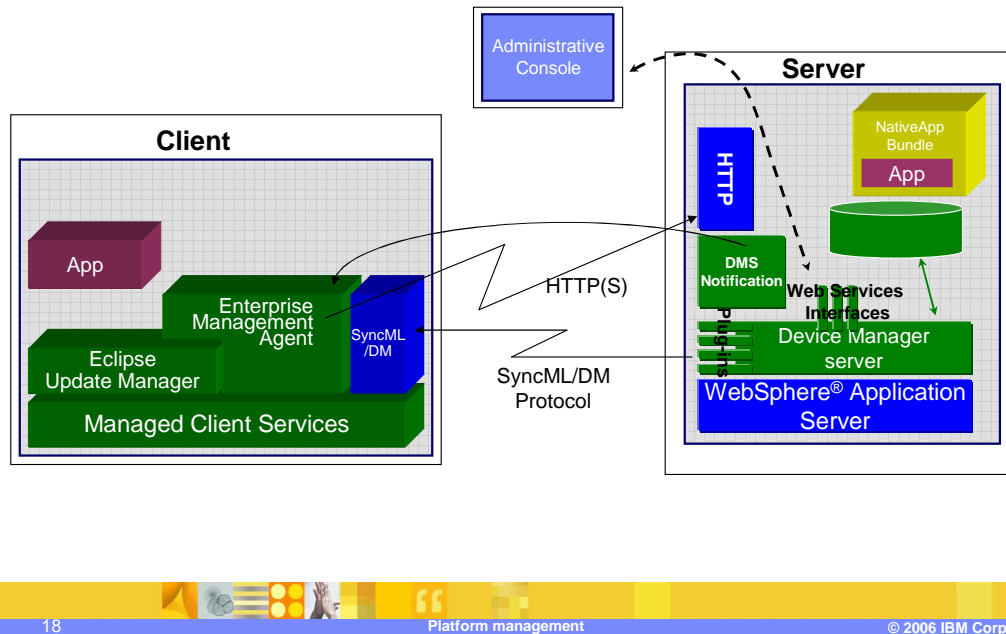 Administrative
Console
Server
Client
NativeApp
Bundle
App
HTTP
App
DMS
Notification
HTTP(S)
Web Services
Interfaces
Enterprise
Management
Agent
SyncML
/DM
Plug-ins
Device Manager
server
Eclipse
Update Manager
SyncML/DM
Protocol
WebSphere® Application
Server
Managed Client Services
18
Platform management
© 2006 IBM Corp